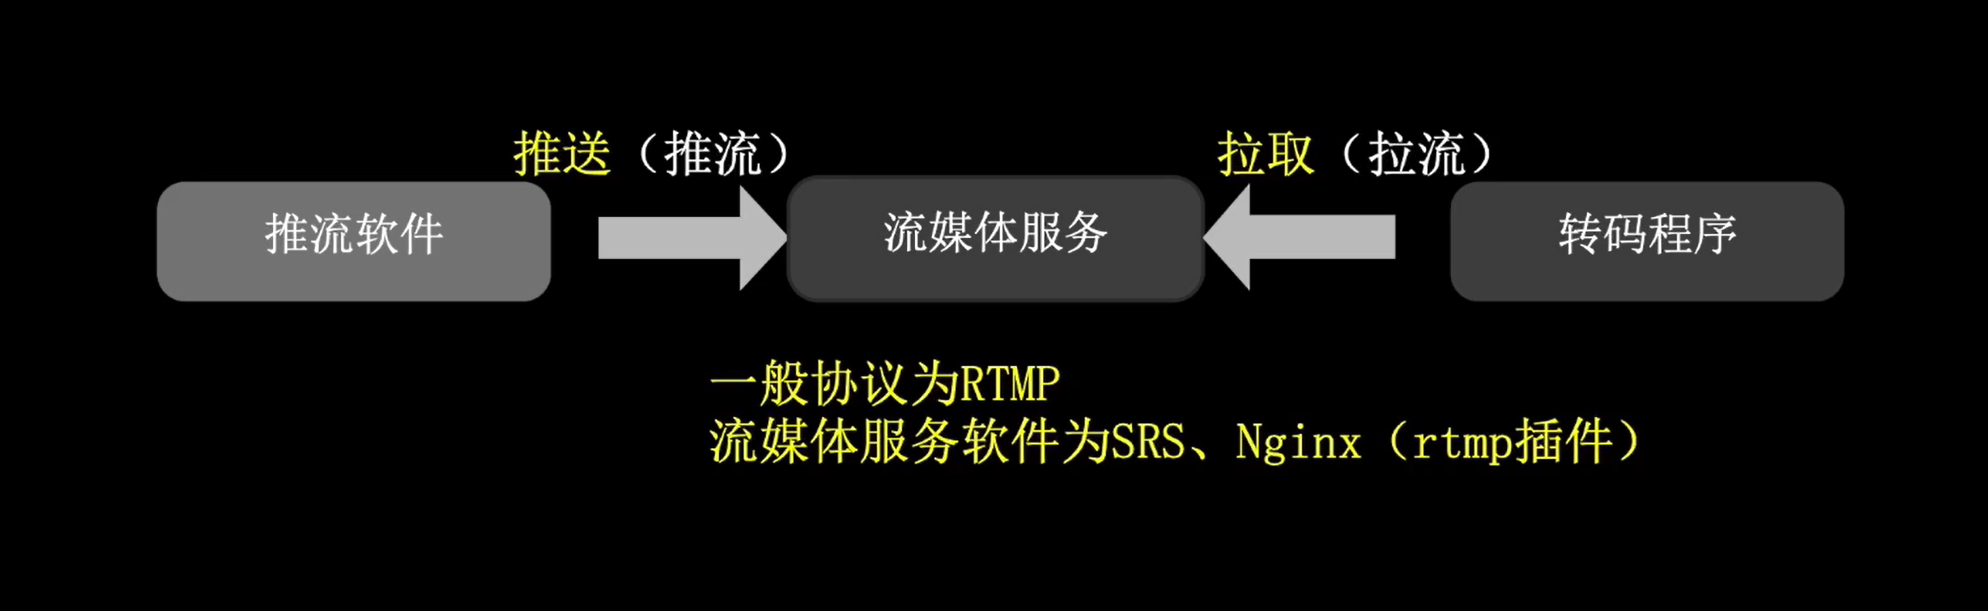 推送（推流）
拉取（拉流）
推流软件
流媒体服务
转码程序
一般协议为RTMP
流媒体服务软件为SRS、Nginx（rtmp插件）